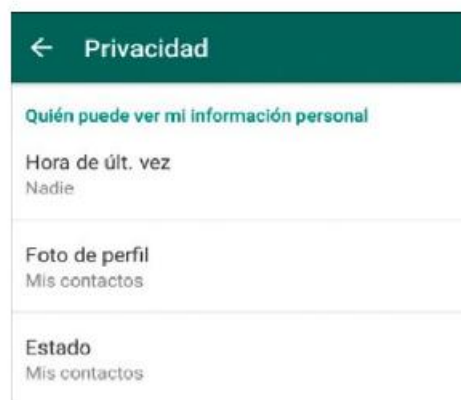 Privacidad
Quién puede ver mi información personal
Hora de últ. vez
Nadie
Foto de perfil
Mis contactos
Estado
Mis contactos